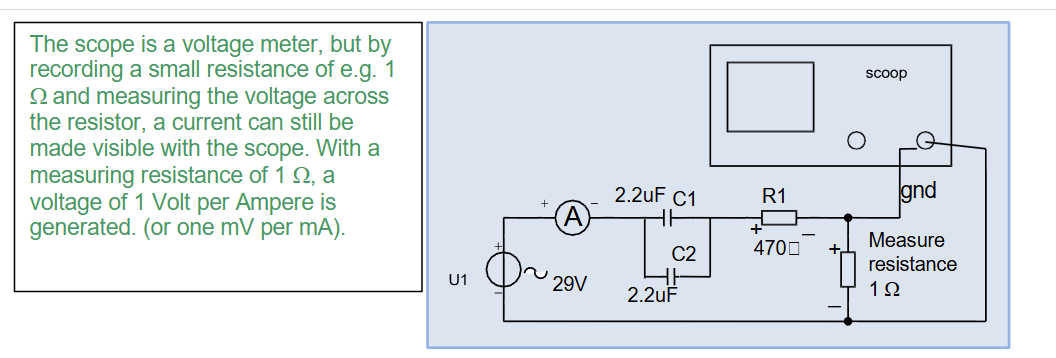 The scope is a voltage meter, but by
recording a small resistance of e.g. 1
Ω and measuring the voltage across
the resistor, a current can still be
made visible with the scope. With a
measuring resistance of 1 Ω, a
voltage of 1 Volt per Ampere is
generated. (or one mV per mA).
scoop
gnd
2.2uF C1
R1
+ A −
+ −
470□
C2
2.2uF
+
U1
29V
−
+
Measure
resistance
1 Ω
−